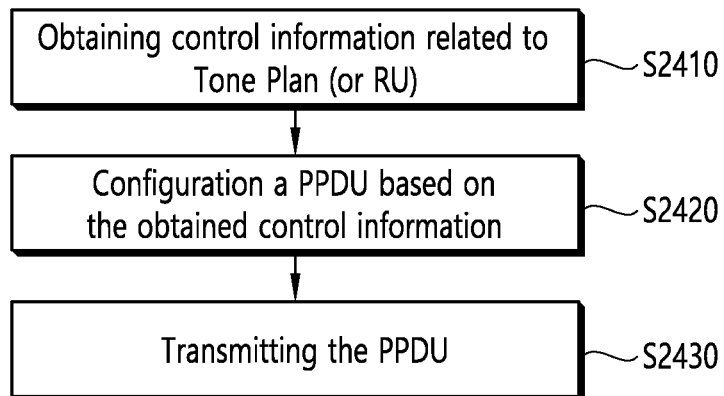 Obtaining control information related to
Tone Plan (or RU)
S2410
Configuration a PPDU based on
the obtained control information
S2420
Transmitting the PPDU
S2430